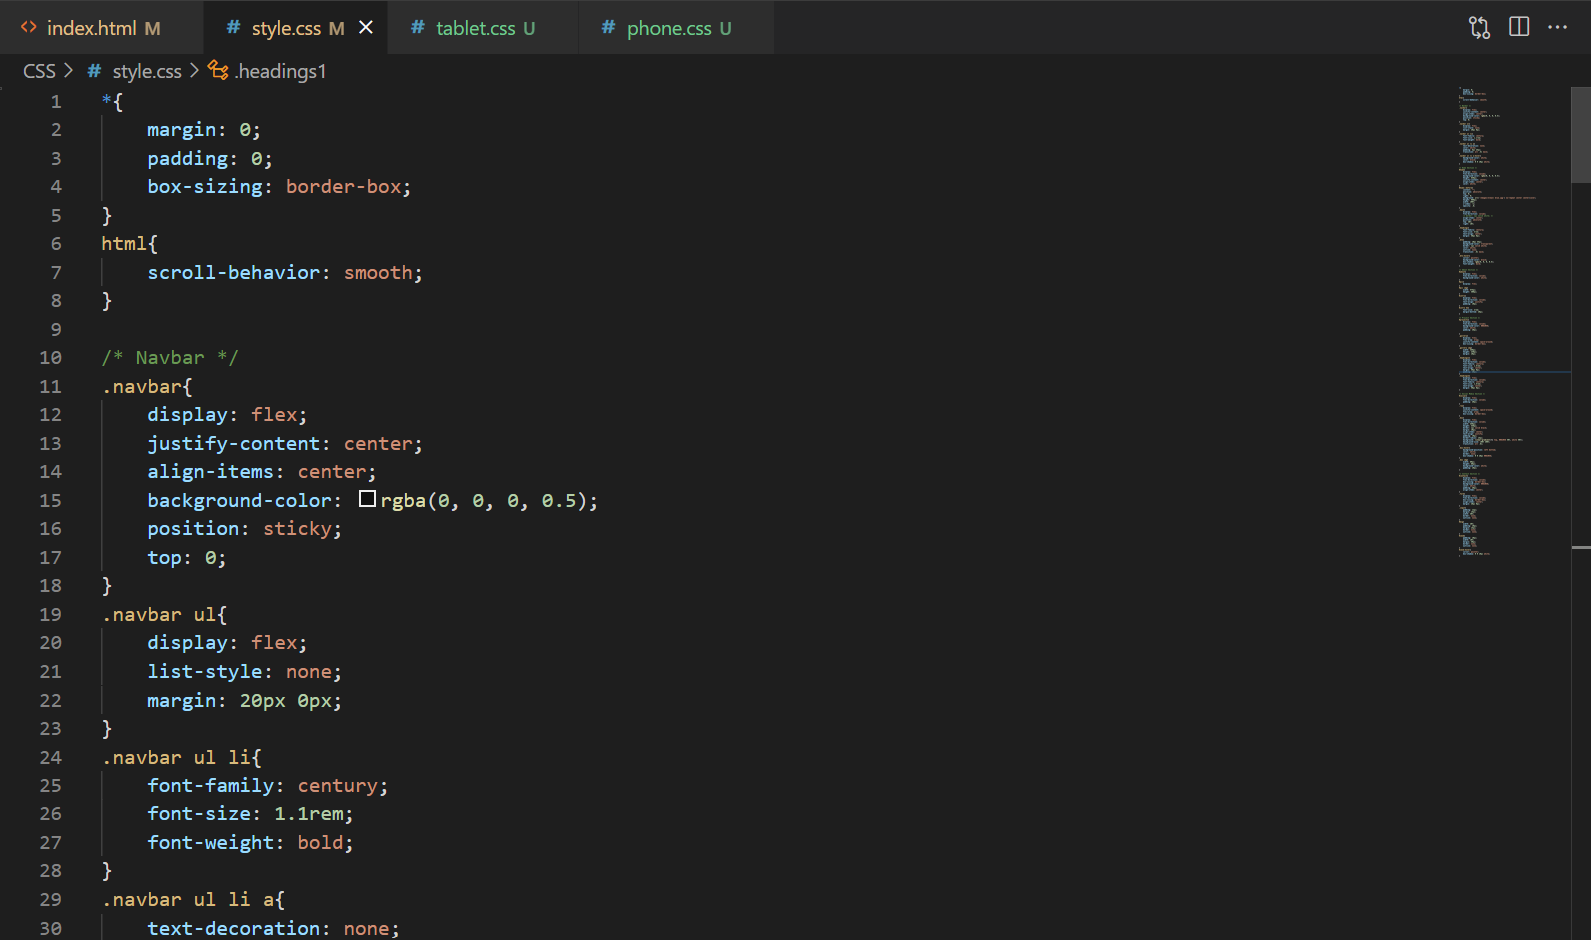 index.html M
style.css M
tablet.css U
phone.css U
CSS > # style.css > .headings1
1 *{
2 margin: 0;
3 padding: 0;
4 box-sizing: border-box;
5 }
6 html{
7 scroll-behavior: smooth;
8 }
9
10 /* Navbar */
11 .navbar{
12 display: flex;
13 justify-content: center;
14 align-items: center;
15 background-color: rgba(0, 0, 0, 0.5);
16 position: sticky;
17 top: 0;
18 }
19 .navbar ul{
20 display: flex;
21 list-style: none;
22 margin: 20px 0px;
23 }
24 .navbar ul li{
25 font-family: century;
26 font-size: 1.1rem;
27 font-weight: bold;
28 }
29 .navbar ul li a{
30 text-decoration: none;